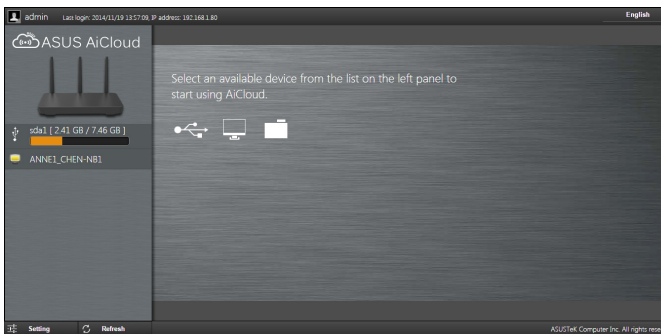 admin Last login: 2014/11/19 13:57:09, IP address: 192.168.1.80 English
ASUS AiCloud
Select an available device from the list on the left panel to
start using AiCloud.
sda1 [ 2.41 GB / 7.46 GB ]
ANNE1_CHEN-NB1
Setting Refresh ASUSTeK Computer Inc. All rights rese